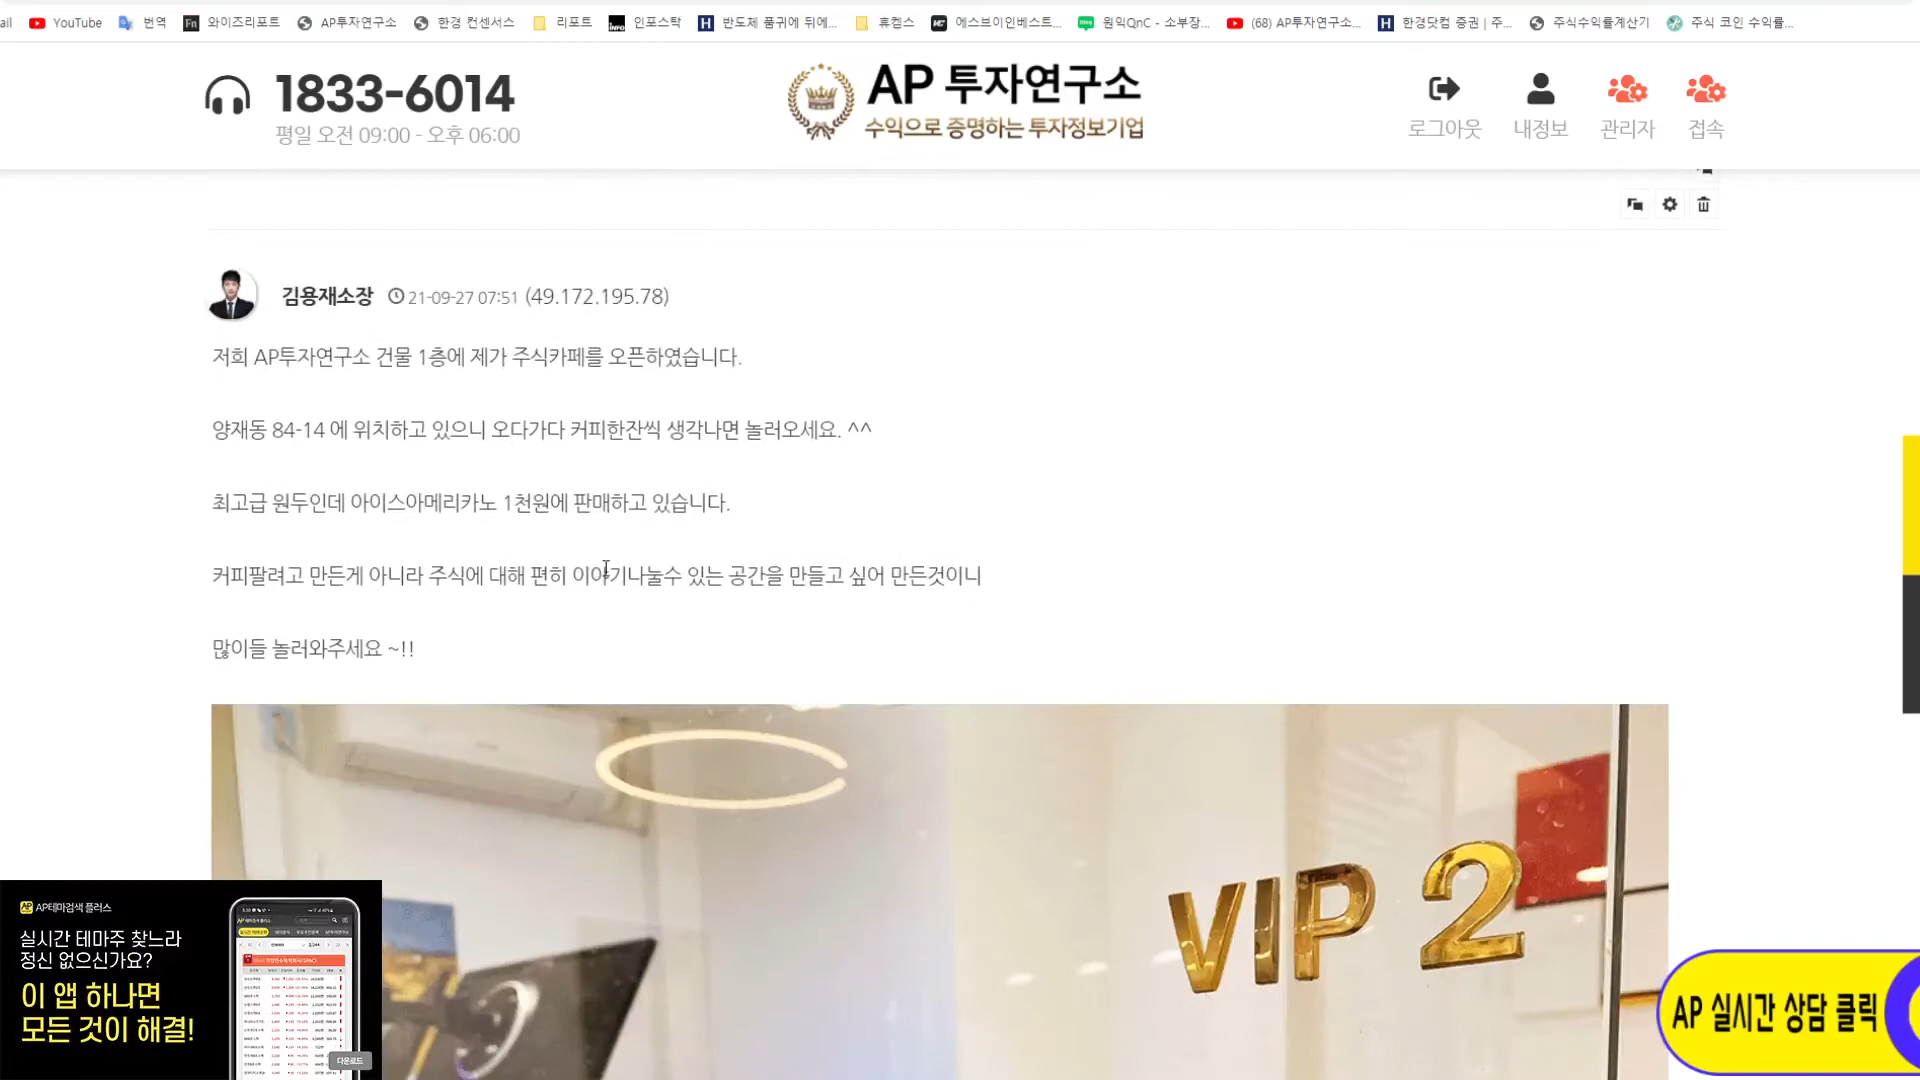 ail YouTube 번역 와이즈리포트 AP투자연구소 한경 컨센서스 리포트 인포스탁 반도체 품귀에 뒤에... 휴컵스 에스브이인베스트... 원익QnC - 소부장... (68) AP투자연구소... 한경닷컴 증권 | 주... 주식수익률계산기 주식 코인 수익률...
1833-6014
평일 오전 09:00 - 오후 06:00
AP 투자연구소
수익으로 증명하는 투자정보기업
로그아웃 내정보 관리자 접속
김용재소장 21-09-27 07:51 (49.172.195.78)
저희 AP투자연구소 건물 1층에 제가 주식카페를 오픈하였습니다.
양재동 84-14 에 위치하고 있으니 오다가다 커피한잔씩 생각나면 놀러오세요. ^^
최고급 원두인데 아이스아메리카노 1천원에 판매하고 있습니다.
커피팔려고 만든게 아니라 주식에 대해 편히 이야기나눌수 있는 공간을 만들고 싶어 만든것이니
많이들 놀러와주세요 ~!!
VIP 2
AP테마검색 플러스
실시간 테마주 찾느라
정신 없으신가요?
이 앱 하나면
모든 것이 해결!
다운로드
AP 실시간 상담 클릭